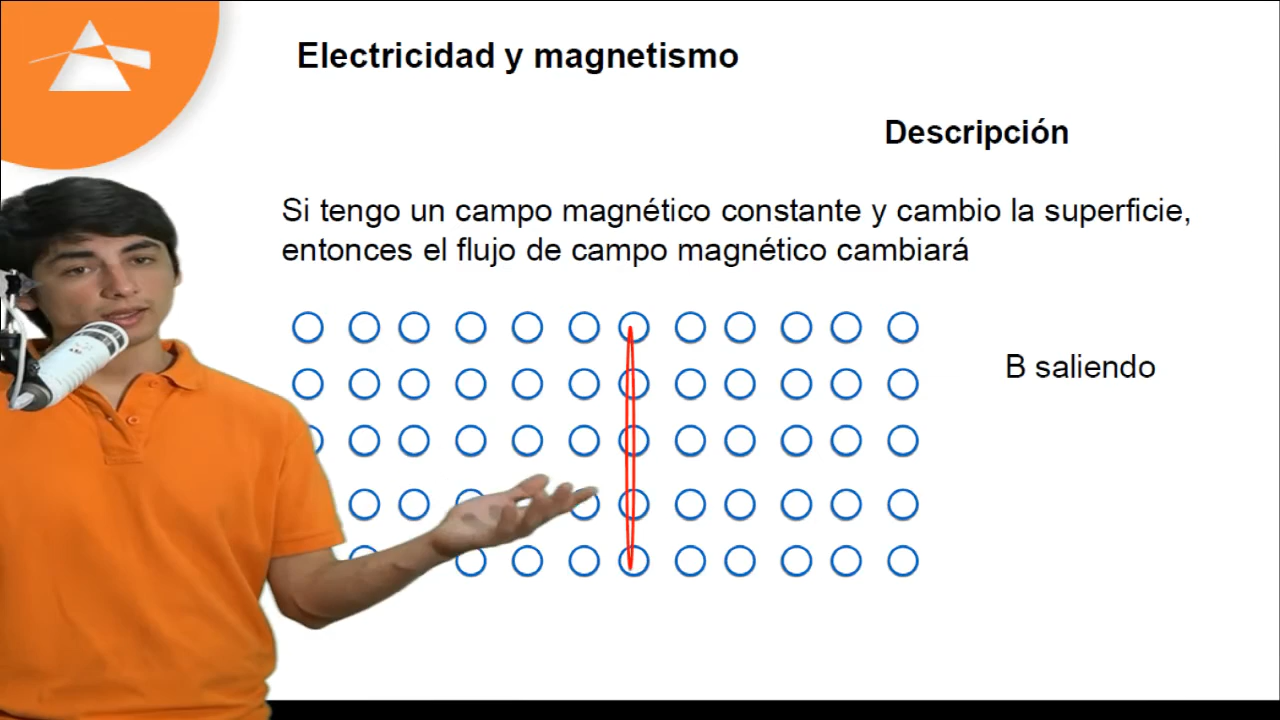 Electricidad y magnetismo
Descripción
Si tengo un campo magnético constante y cambio la superficie,
entonces el flujo de campo magnético cambiará
B saliendo